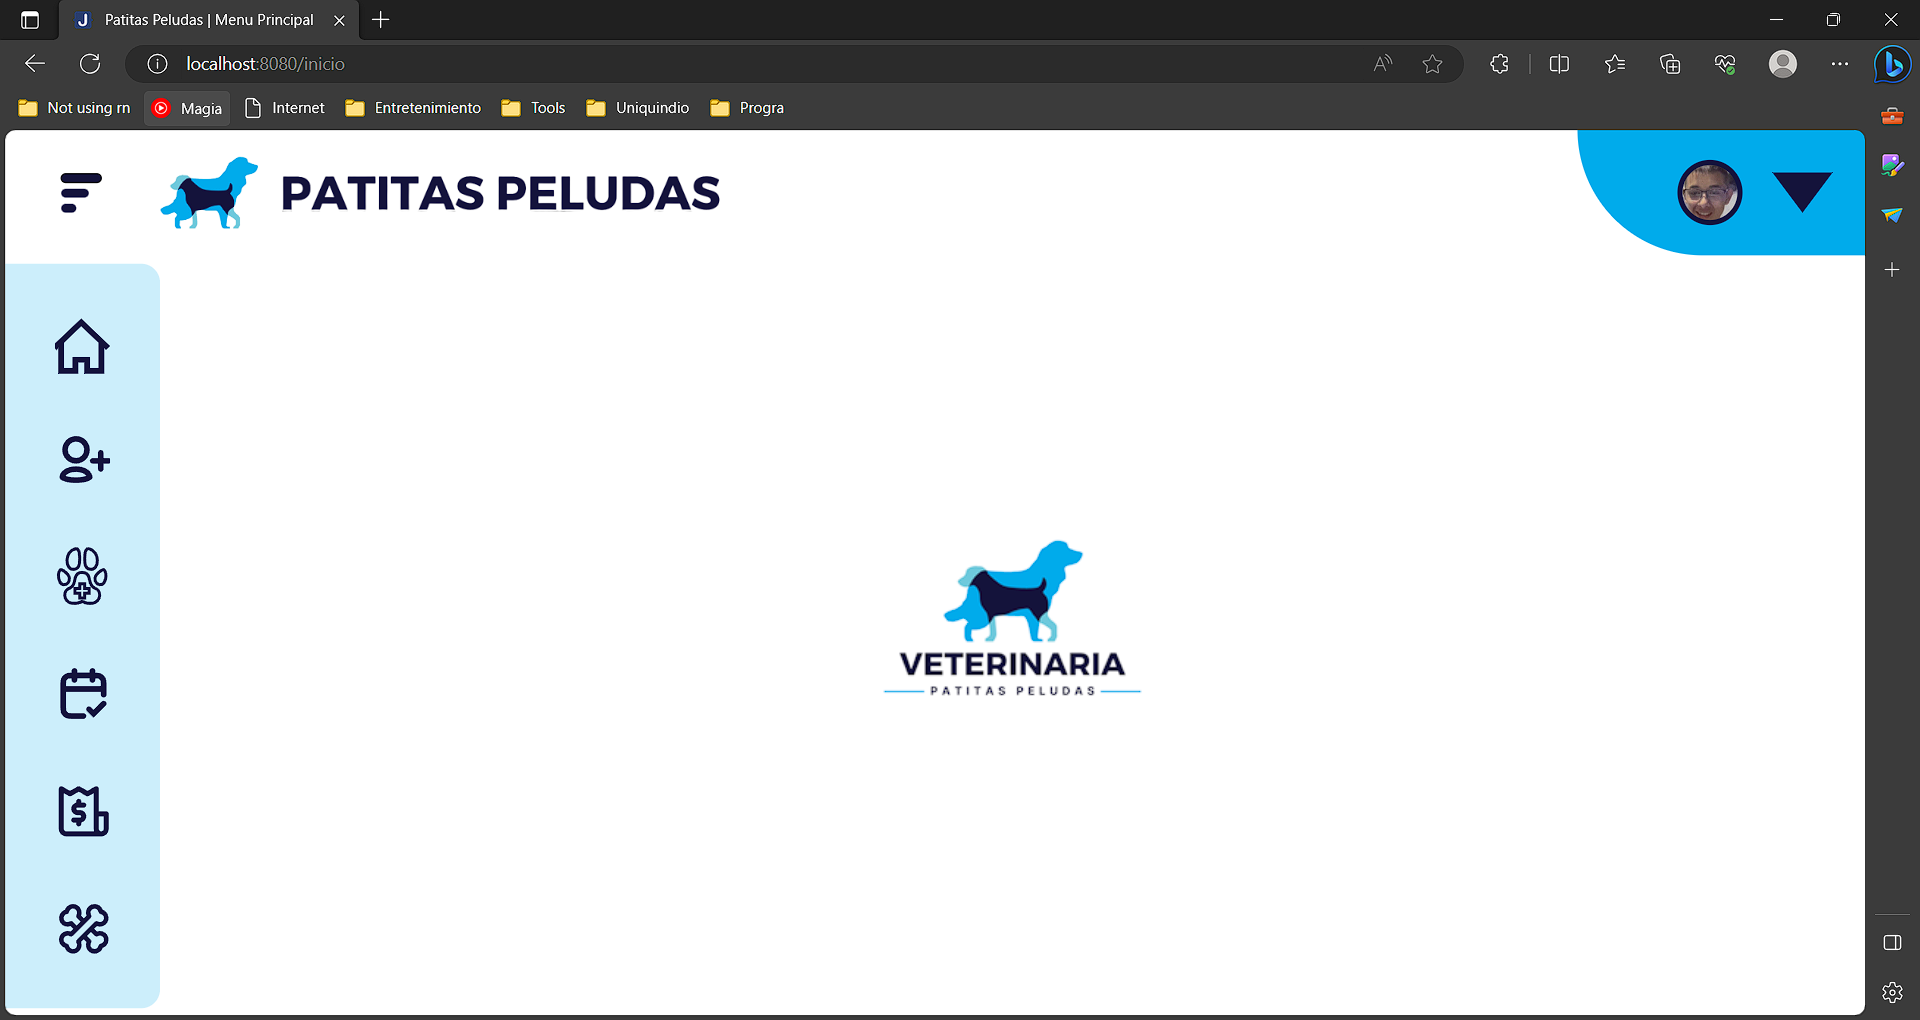 Patitas Peludas | Menu Principal
localhost:8080/inicio
Not using rn
Magia
Internet
Entretenimiento
Tools
Uniquindio
Progra
PATITAS PELUDAS
VETERINARIA
PATITAS PELUDAS